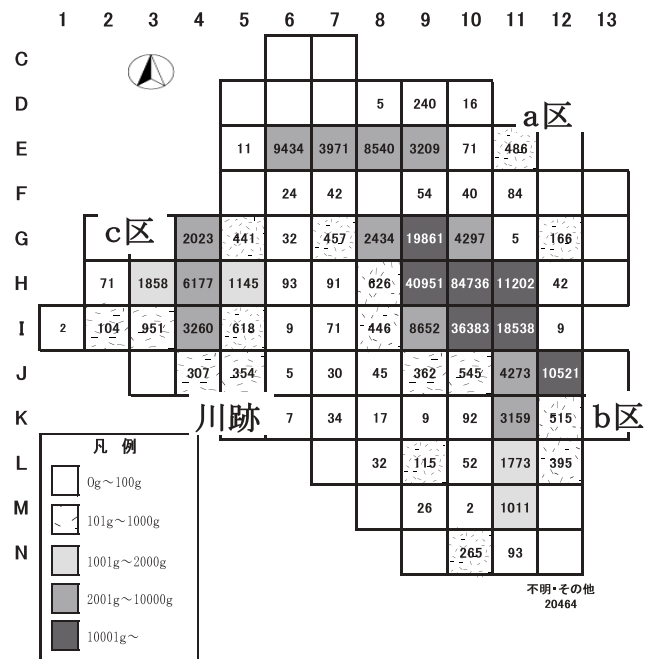 1 2 3 4 5 6 7 8 9 10 11 12 13
C
D 5 240 16
a区
E 11 9434 3971 8540 3209 71 486
F 24 42 54 40 84
c区
G 2023 441 32 457 2434 19861 4297 5 166
H 71 1858 6177 1145 93 91 626 40951 84736 11202 42
I 2 104 951 3260 618 9 71 446 8652 36383 18538 9
J 307 354 5 30 45 362 545 4273 10521
川跡 b区
K 7 34 17 9 92 3159 515
L 32 115 52 1773 395
M 26 2 1011
N 265 93
凡 例
0g～100g
101g～1000g
1001g～2000g
2001g～10000g
10001g～
不明・その他
20464